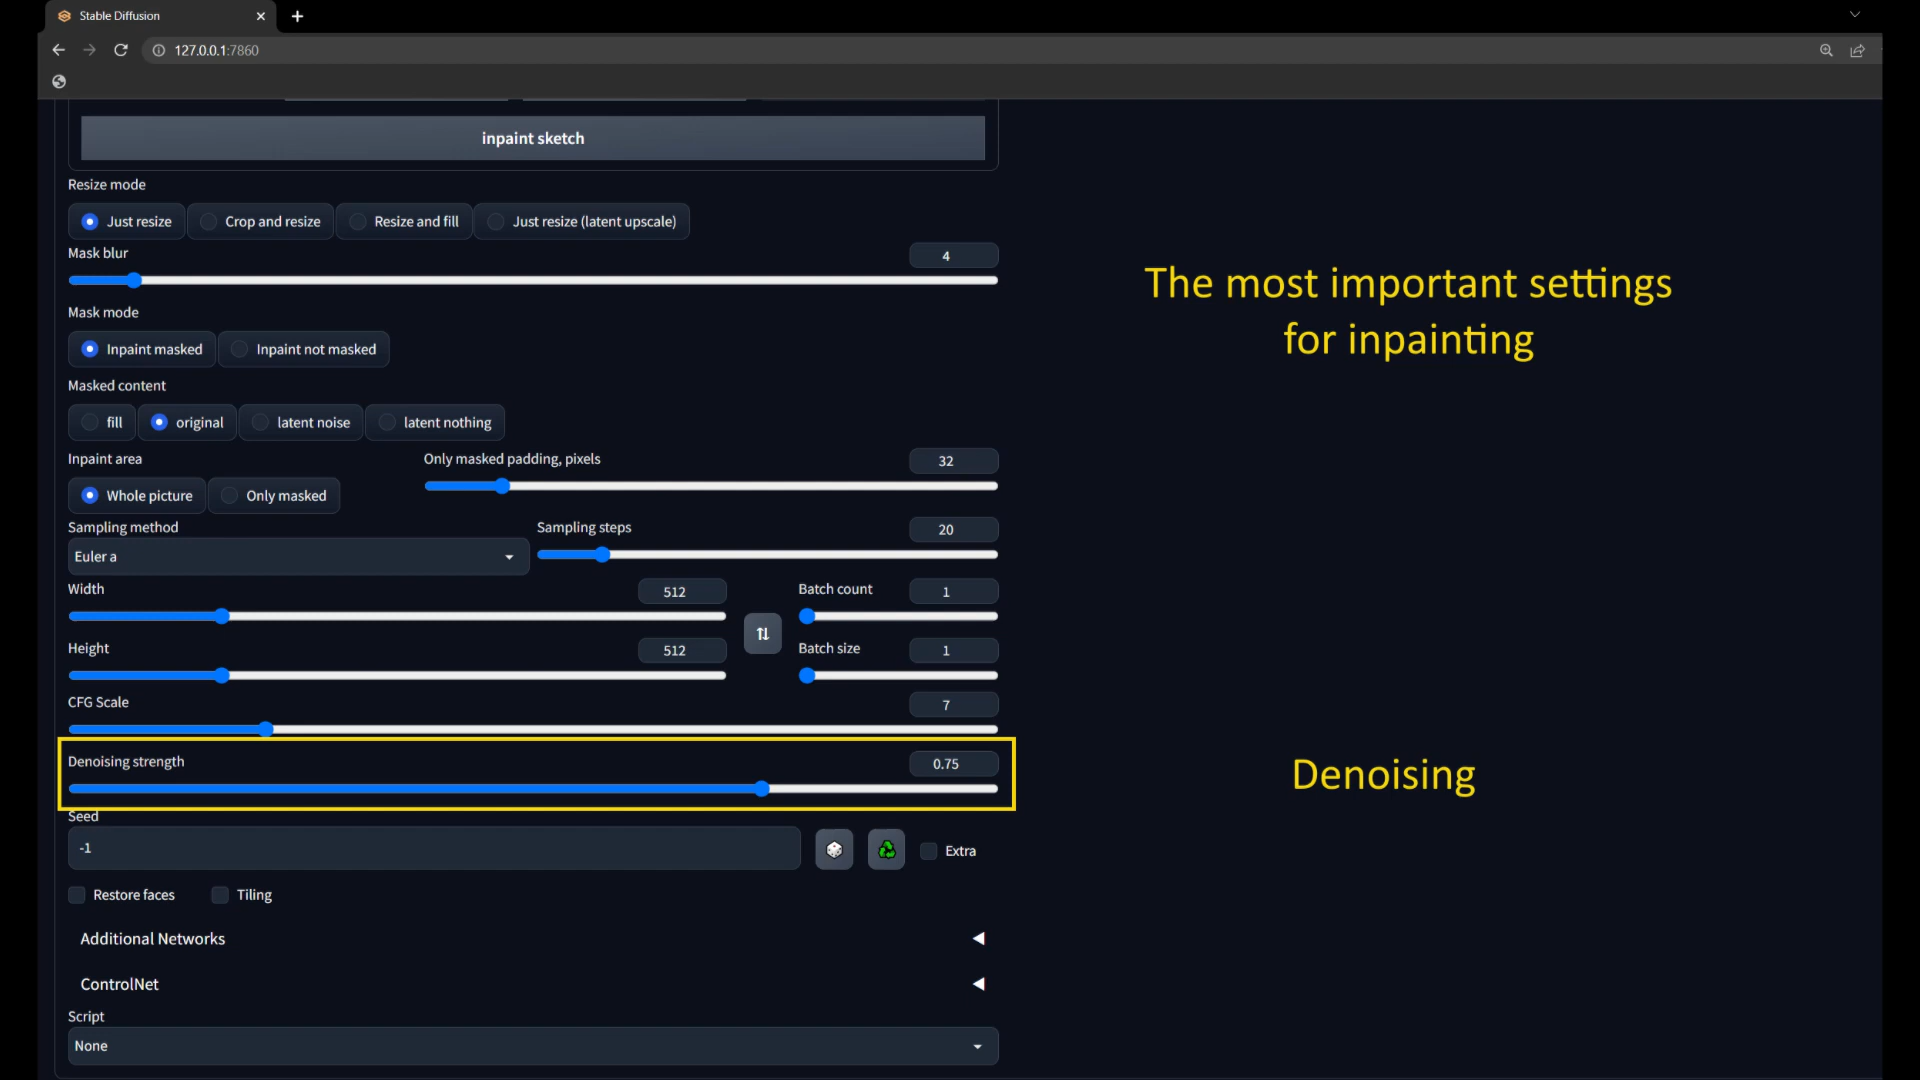 Stable Diffusion
127.0.0.1:7860
inpaint sketch
Resize mode
Just resize
Crop and resize
Resize and fill
Just resize (latent upscale)
Mask blur
4
The most important settings
for inpainting
Mask mode
Inpaint masked
Inpaint not masked
Masked content
fill
original
latent noise
latent nothing
Inpaint area
Only masked padding, pixels
32
Whole picture
Only masked
Sampling method
Sampling steps
20
Euler a
Width
512
Batch count
1
Height
512
Batch size
1
CFG Scale
7
Denoising strength
0.75
Denoising
Seed
-1
Extra
Restore faces
Tiling
Additional Networks
ControlNet
Script
None